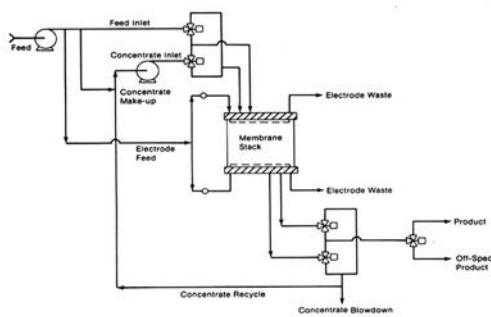 Feed Inlet
Feed
Concentrate Inlet
Concentrate
Make-up
Electrode Waste
Membrane
Stack
Electrode
Feed
Electrode Waste
Product
Off-Spec
Product
Concentrate Recycle
Concentrate Blowdown